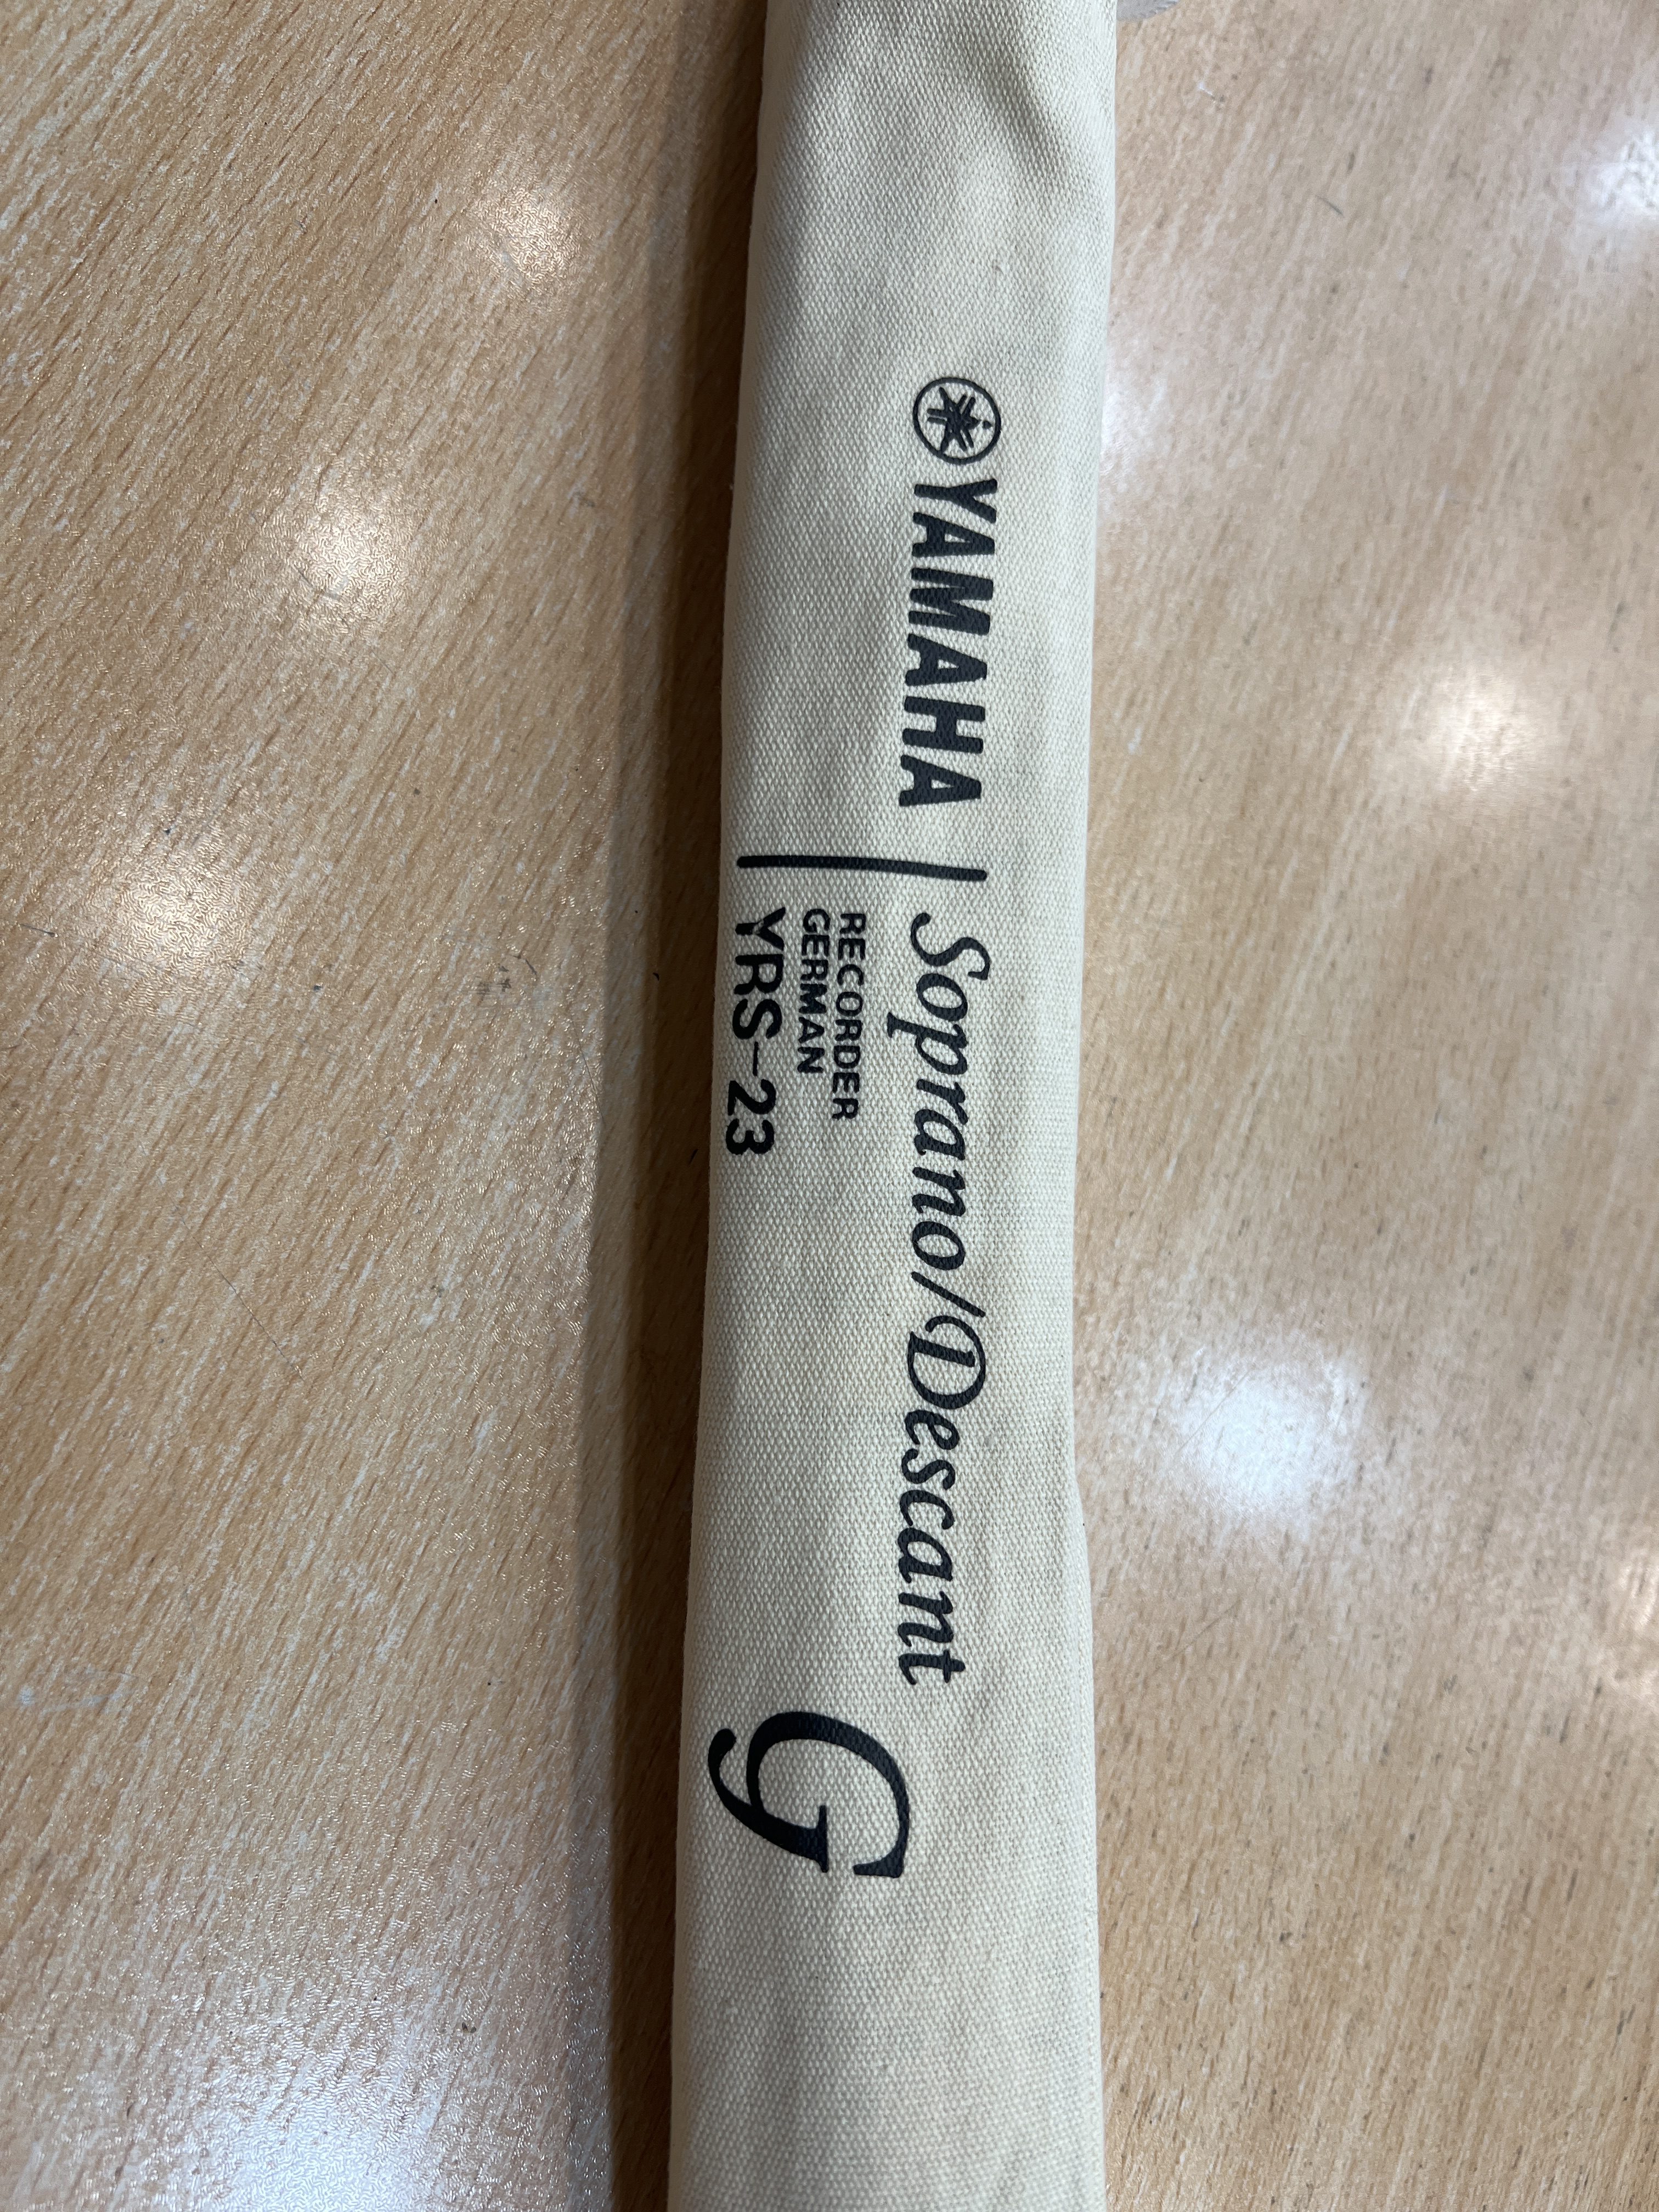 YAMAHA
Soprano/Descant
RECORDER
GERMAN
YRS-23
G